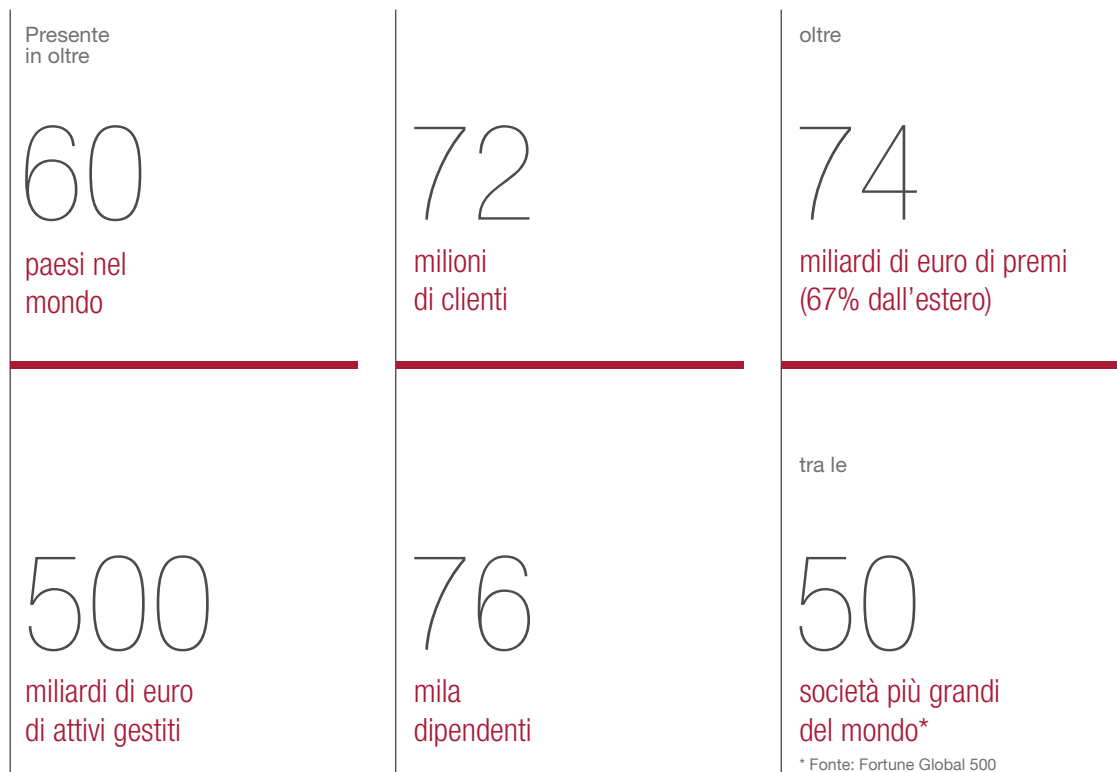 Presente
in oltre
60
paesi nel
mondo
72
milioni
di clienti
oltre
74
miliardi di euro di premi
(67% dall’estero)
500
miliardi di euro
di attivi gestiti
76
mila
dipendenti
tra le
50
società più grandi
del mondo*
* Fonte: Fortune Global 500